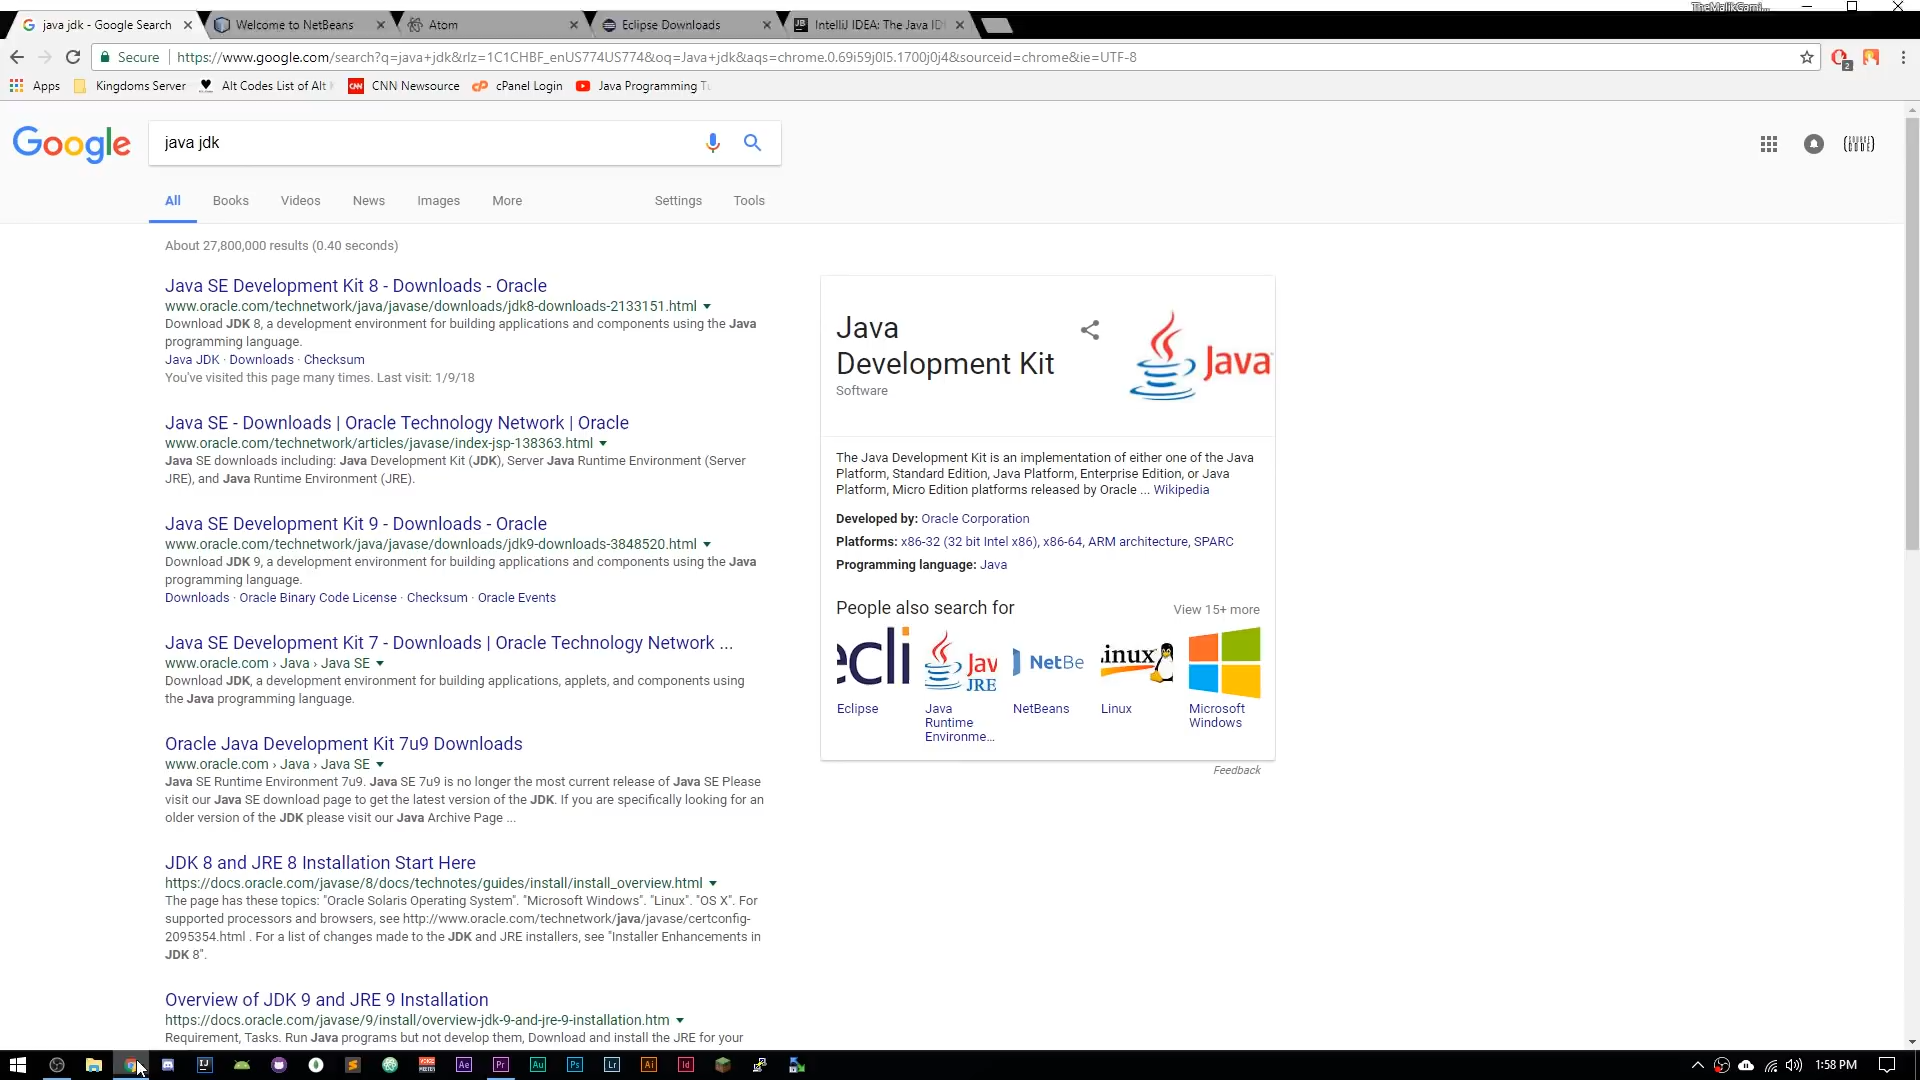 TheMalikGami...
java jdk - Google Search
Welcome to NetBeans
Atom
Eclipse Downloads
IntelliJ IDEA: The Java ID
Secure
https://www.google.com/search?q=java+jdk&rlz=1C1CHBF_enUS774US774&oq=Java+jdk&aqs=chrome.0.69i59j0l5.1700j0j4&sourceid=chrome&ie=UTF-8
2
Apps
Kingdoms Server
Alt Codes List of Alt
CNN Newsource
cPanel Login
Java Programming Tu
Google
java jdk
All
Books
Videos
News
Images
More
Settings
Tools
About 27,800,000 results (0.40 seconds)
Java SE Development Kit 8 - Downloads - Oracle
www.oracle.com/technetwork/java/javase/downloads/jdk8-downloads-2133151.html
Download JDK 8, a development environment for building applications and components using the Java
programming language.
Java JDK · Downloads · Checksum
You've visited this page many times. Last visit: 1/9/18
Java SE - Downloads | Oracle Technology Network | Oracle
www.oracle.com/technetwork/articles/javase/index-jsp-138363.html
Java SE downloads including: Java Development Kit (JDK), Server Java Runtime Environment (Server
JRE), and Java Runtime Environment (JRE).
Java SE Development Kit 9 - Downloads - Oracle
www.oracle.com/technetwork/java/javase/downloads/jdk9-downloads-3848520.html
Download JDK 9, a development environment for building applications and components using the Java
programming language.
Downloads · Oracle Binary Code License · Checksum · Oracle Events
Java SE Development Kit 7 - Downloads | Oracle Technology Network ...
www.oracle.com › Java › Java SE
Download JDK, a development environment for building applications, applets, and components using
the Java programming language.
Oracle Java Development Kit 7u9 Downloads
www.oracle.com › Java › Java SE
Java SE Runtime Environment 7u9. Java SE 7u9 is no longer the most current release of Java SE Please
visit our Java SE download page to get the latest version of the JDK. If you are specifically looking for an
older version of the JDK please visit our Java Archive Page ...
JDK 8 and JRE 8 Installation Start Here
https://docs.oracle.com/javase/8/docs/technotes/guides/install/install_overview.html
The page has these topics: "Oracle Solaris Operating System". "Microsoft Windows". "Linux". "OS X". For
supported processors and browsers, see http://www.oracle.com/technetwork/java/javase/certconfig-
2095354.html . For a list of changes made to the JDK and JRE installers, see "Installer Enhancements in
JDK 8".
Overview of JDK 9 and JRE 9 Installation
https://docs.oracle.com/javase/9/install/overview-jdk-9-and-jre-9-installation.htm
Requirement, Tasks. Run Java programs but not develop them, Download and install the JRE for your
Java
Development Kit
Software
Java
The Java Development Kit is an implementation of either one of the Java
Platform, Standard Edition, Java Platform, Enterprise Edition, or Java
Platform, Micro Edition platforms released by Oracle ... Wikipedia
Developed by: Oracle Corporation
Platforms: x86-32 (32 bit Intel x86), x86-64, ARM architecture, SPARC
Programming language: Java
People also search for
View 15+ more
ecli
Jav
JRE
NetBe
inux
Eclipse
Java
Runtime
Environme...
NetBeans
Linux
Microsoft
Windows
Feedback
IJ
Ae
Pr
Au
Ps
Lr
Ai
Id
1:58 PM